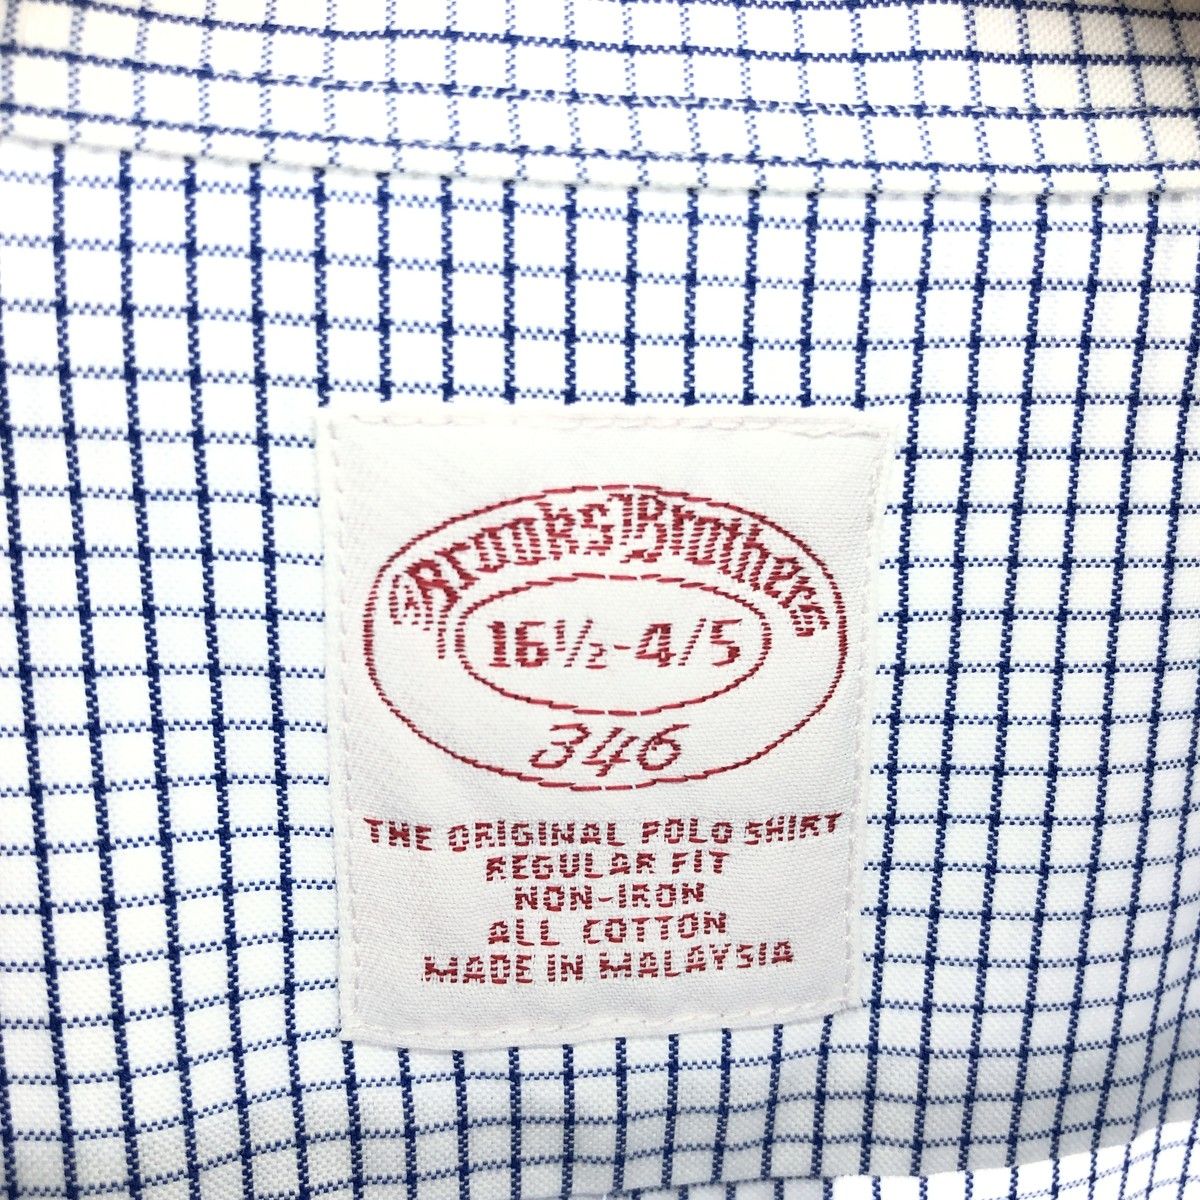 Brooks Brothers
16½-4/5
346
THE ORIGINAL POLO SHIRT
REGULAR FIT
NON-IRON
ALL COTTON
MADE IN MALAYSIA